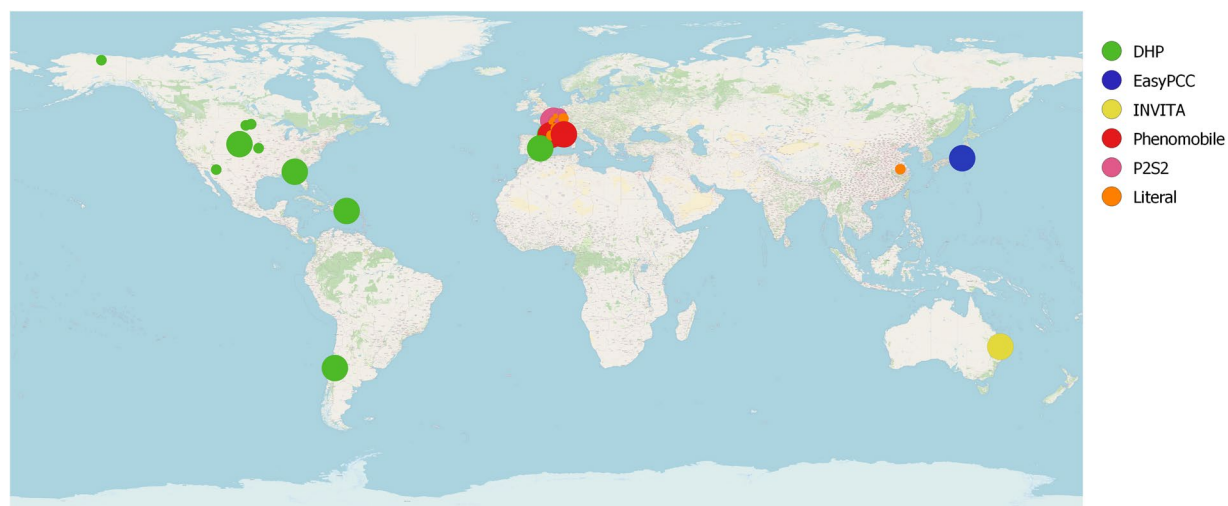 DHP
EasyPCC
INVITA
Phenomobile
P2S2
Literal